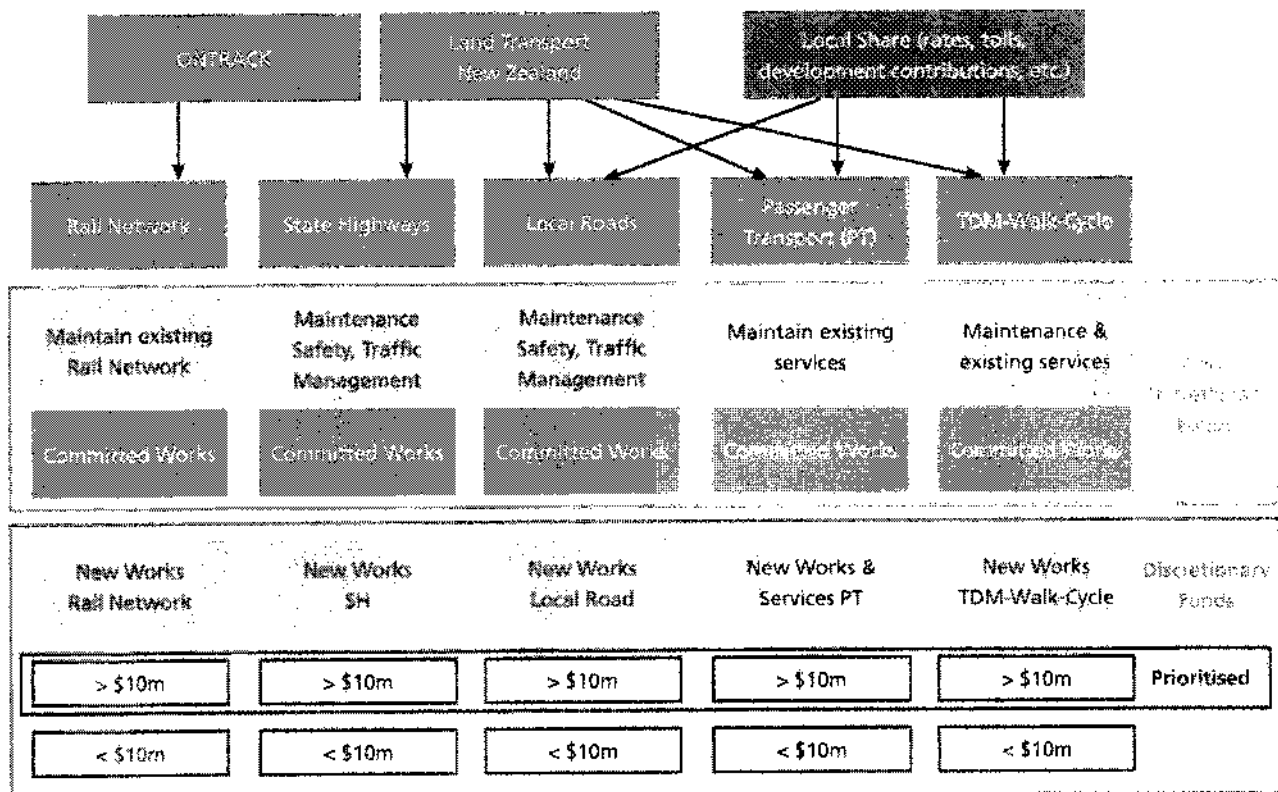 ONTRACK
Land Transport
New Zealand
Local Share (rates, tolls,
development contributions, etc.)
Rail Network
State Highways
Local Roads
Passenger
Transport (PT)
TDM-Walk-Cycle
Maintain existing
Rail Network
Maintenance
Safety, Traffic
Management
Maintenance
Safety, Traffic
Management
Maintain existing
services
Maintenance &
existing services
Committed Works
Committed Works
Committed Works
Committed Works
Committed Works
New Works
Rail Network
New Works
SH
New Works
Local Road
New Works &
Services PT
New Works
TDM-Walk-Cycle
Discretionary
Funds
> $10m
> $10m
> $10m
> $10m
> $10m
Prioritised
< $10m
< $10m
< $10m
< $10m
< $10m